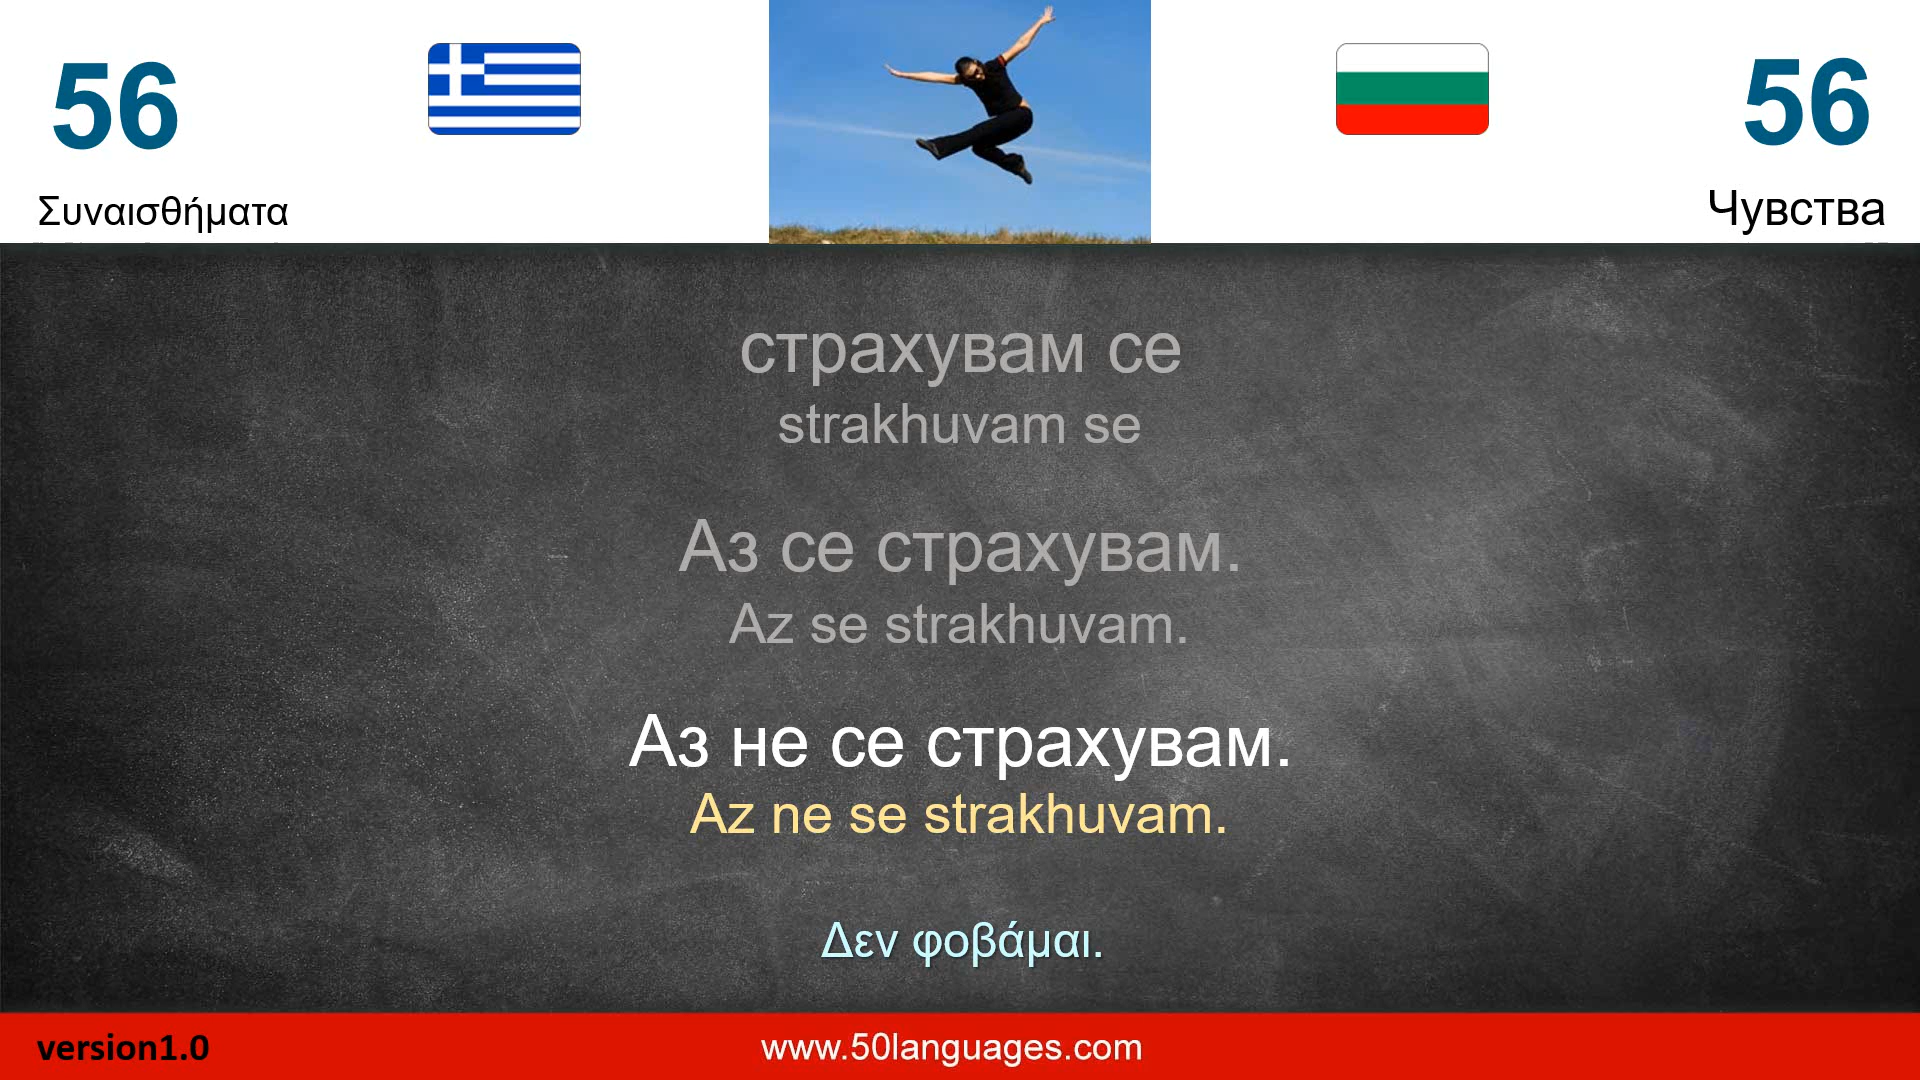 56
56
Συναισθήματα
Чувства
страхувам се
strakhuvam se
Аз се страхувам.
Az se strakhuvam.
Аз не се страхувам.
Az ne se strakhuvam.
Δεν φοβάμαι.
version1.0
www.50languages.com